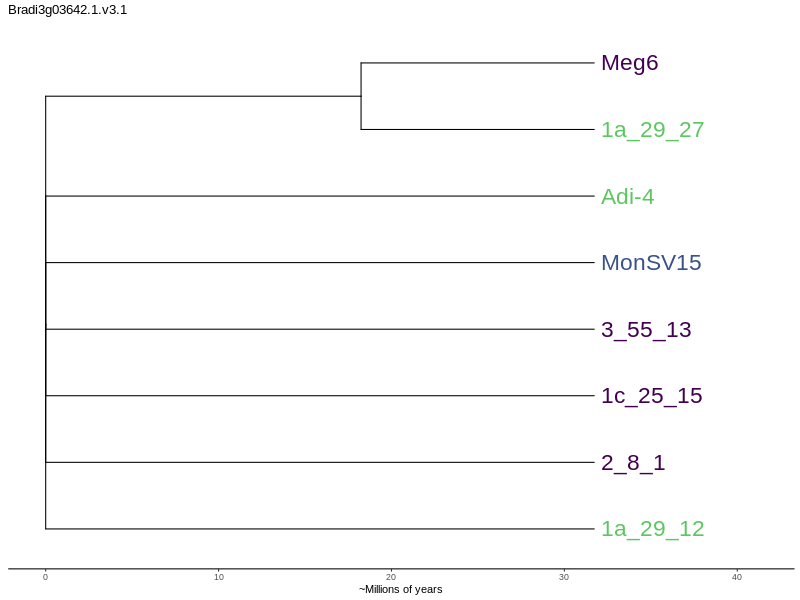 Bradi3g03642.1.v3.1
Meg6
1a_29_27
Adi-4
MonSV15
3_55_13
1c_25_15
2_8_1
1a_29_12
0 10 20 30 40
~Millions of years